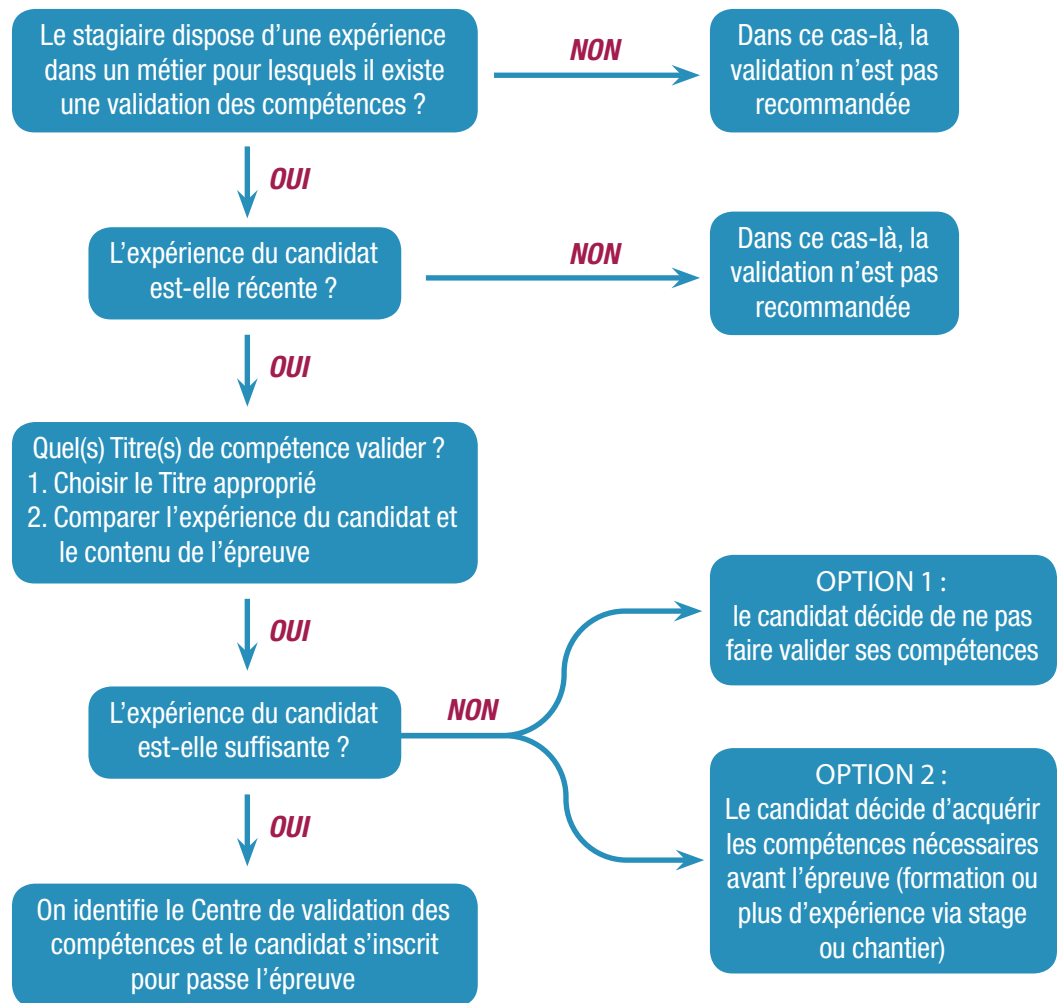 Le stagiaire dispose d'une expérience
dans un métier pour lesquels il existe
une validation des compétences ?
NON
Dans ce cas-là, la
validation n'est pas
recommandée
OUI
L'expérience du candidat
est-elle récente ?
NON
Dans ce cas-là, la
validation n'est pas
recommandée
OUI
Quel(s) Titre(s) de compétence valider ?
1. Choisir le Titre approprié
2. Comparer l'expérience du candidat et
le contenu de l'épreuve
OUI
L'expérience du candidat
est-elle suffisante ?
NON
OPTION 1 :
le candidat décide de ne pas
faire valider ses compétences
OPTION 2 :
Le candidat décide d'acquérir
les compétences nécessaires
avant l'épreuve (formation ou
plus d'expérience via stage
ou chantier)
OUI
On identifie le Centre de validation des
compétences et le candidat s'inscrit
pour passe l'épreuve